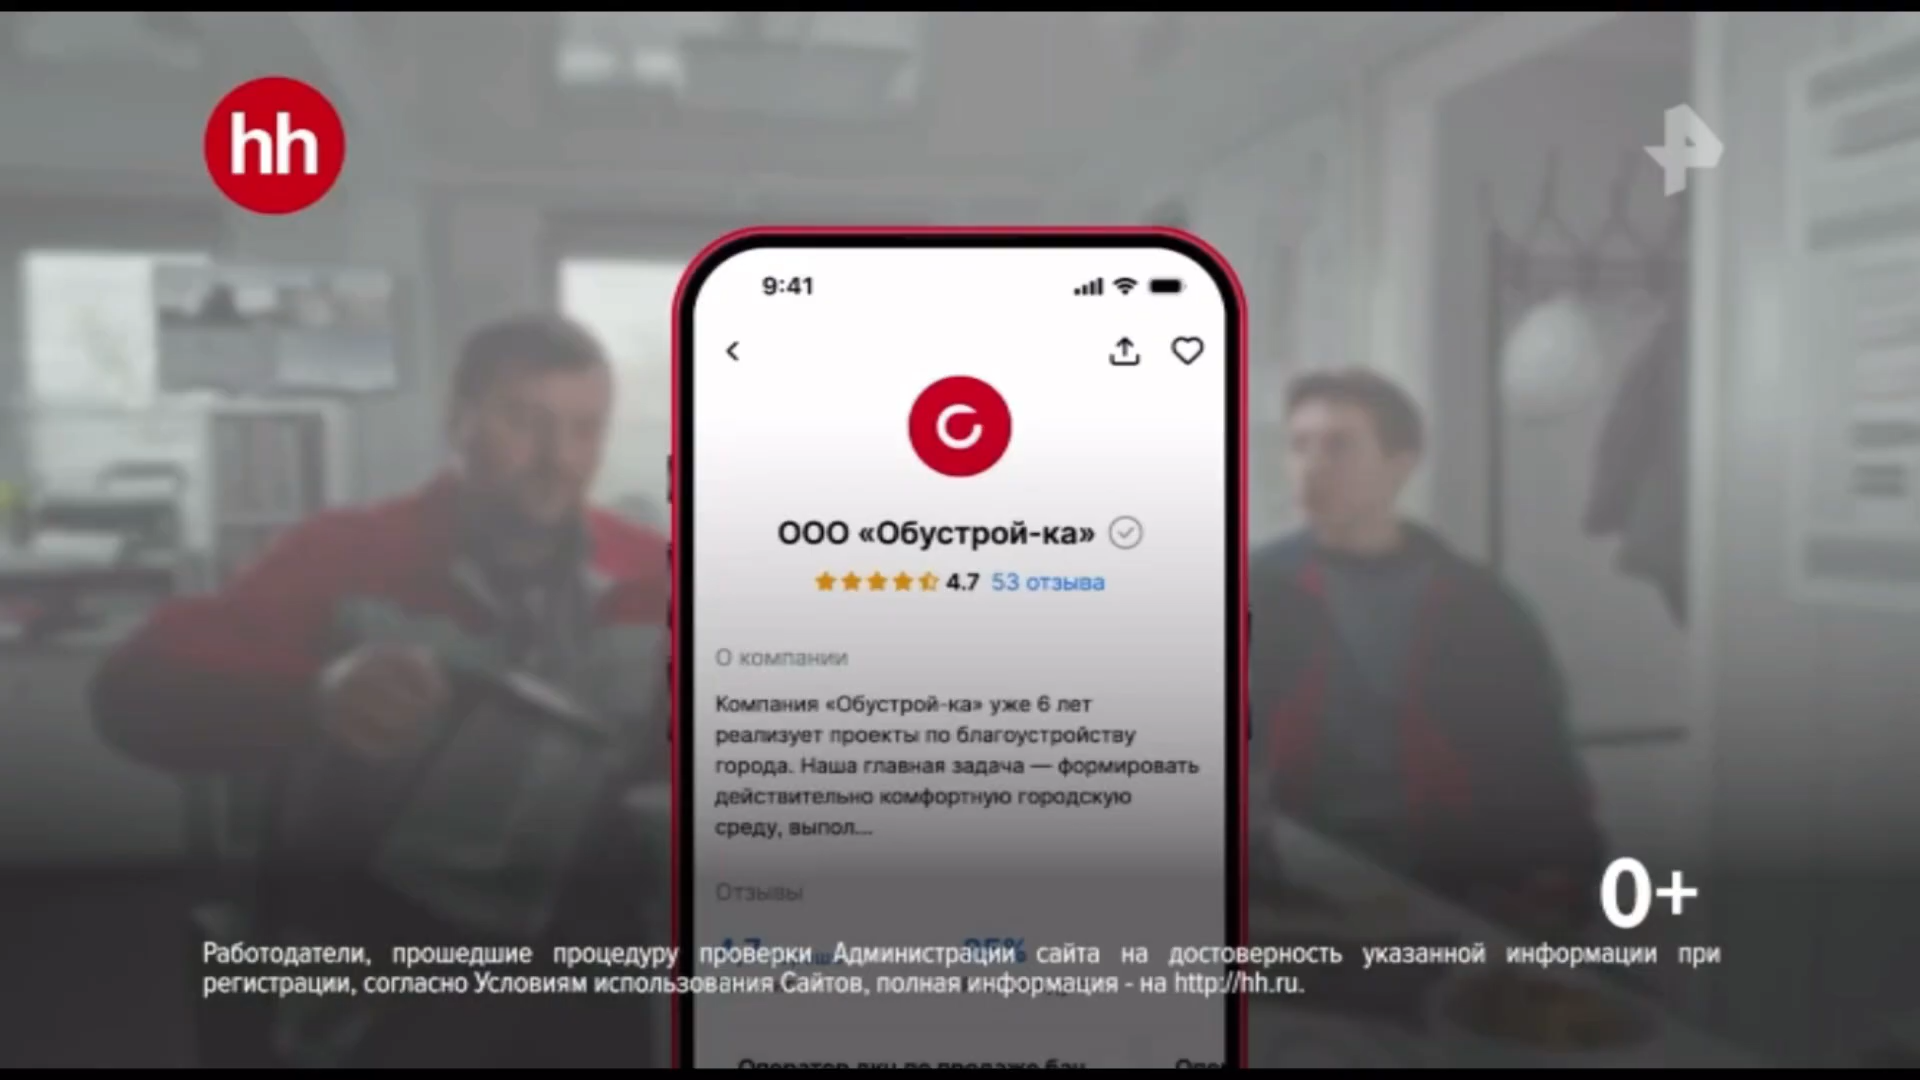 hh
9:41
ООО «Обустрой-ка»
4.7 53 отзыва
О компании
Компания «Обустрой-ка» уже 6 лет
реализует проекты по благоустройству
города. Наша главная задача — формировать
действительно комфортную городскую
среду, выпол...
Отзывы
0+
Работодатели, прошедшие процедуру проверки Администрации сайта на достоверность указанной информации при
регистрации, согласно Условиям использования Сайтов, полная информация - на http://hh.ru.